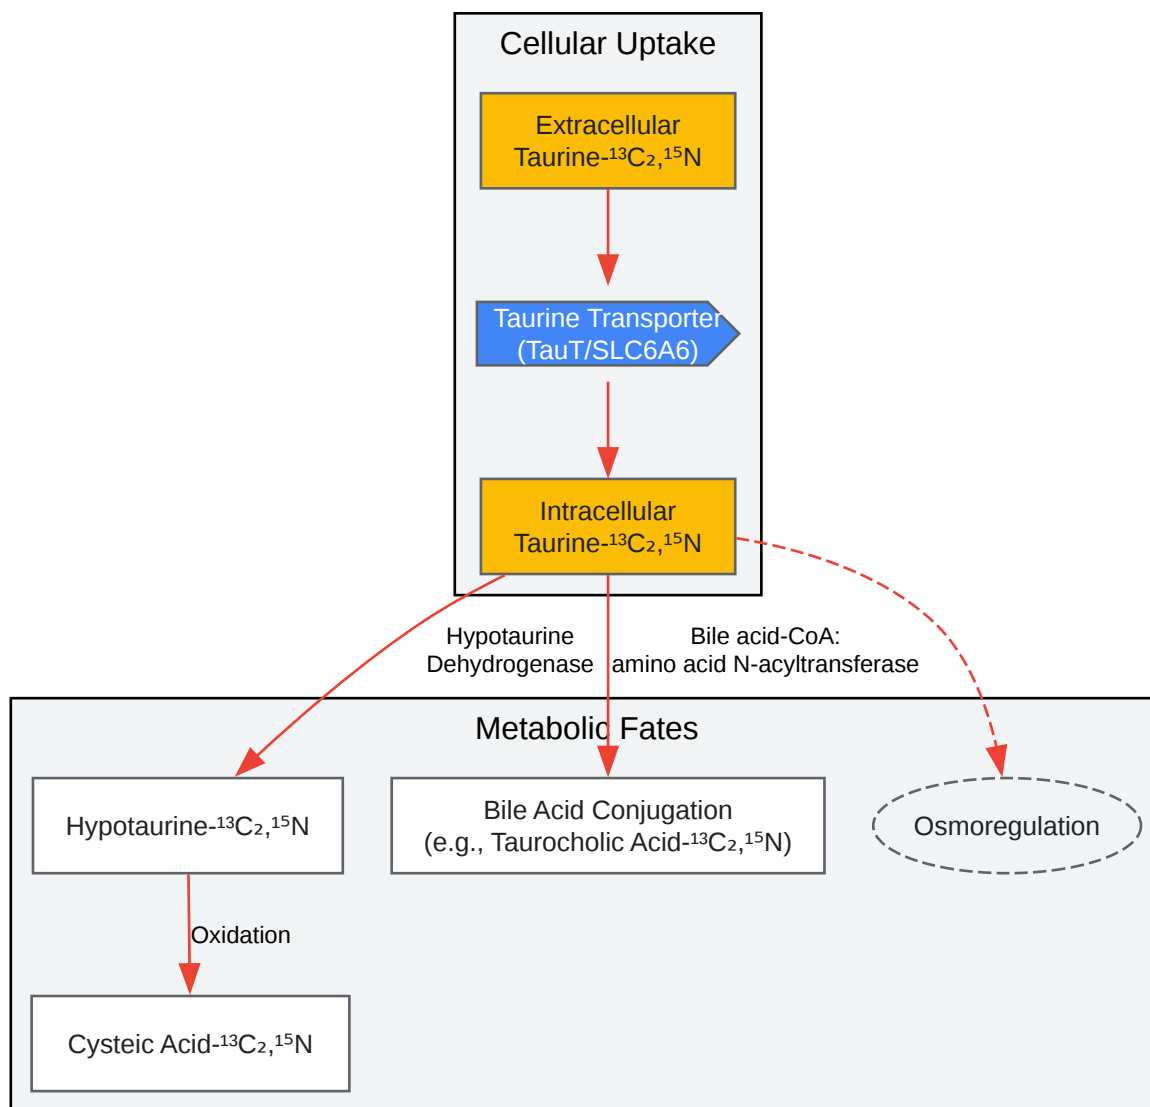 Cellular Uptake
Extracellular
Taurine-¹³C₂,¹⁵N
Taurine Transporter
(TauT/SLC6A6)
Intracellular
Taurine-¹³C₂,¹⁵N
Hypotaurine
Dehydrogenase
Bile acid-CoA:
amino acid N-acyltransferase
Metabolic Fates
Hypotaurine-¹³C₂,¹⁵N
Bile Acid Conjugation
(e.g., Taurocholic Acid-¹³C₂,¹⁵N)
Osmoregulation
Oxidation
Cysteic Acid-¹³C₂,¹⁵N